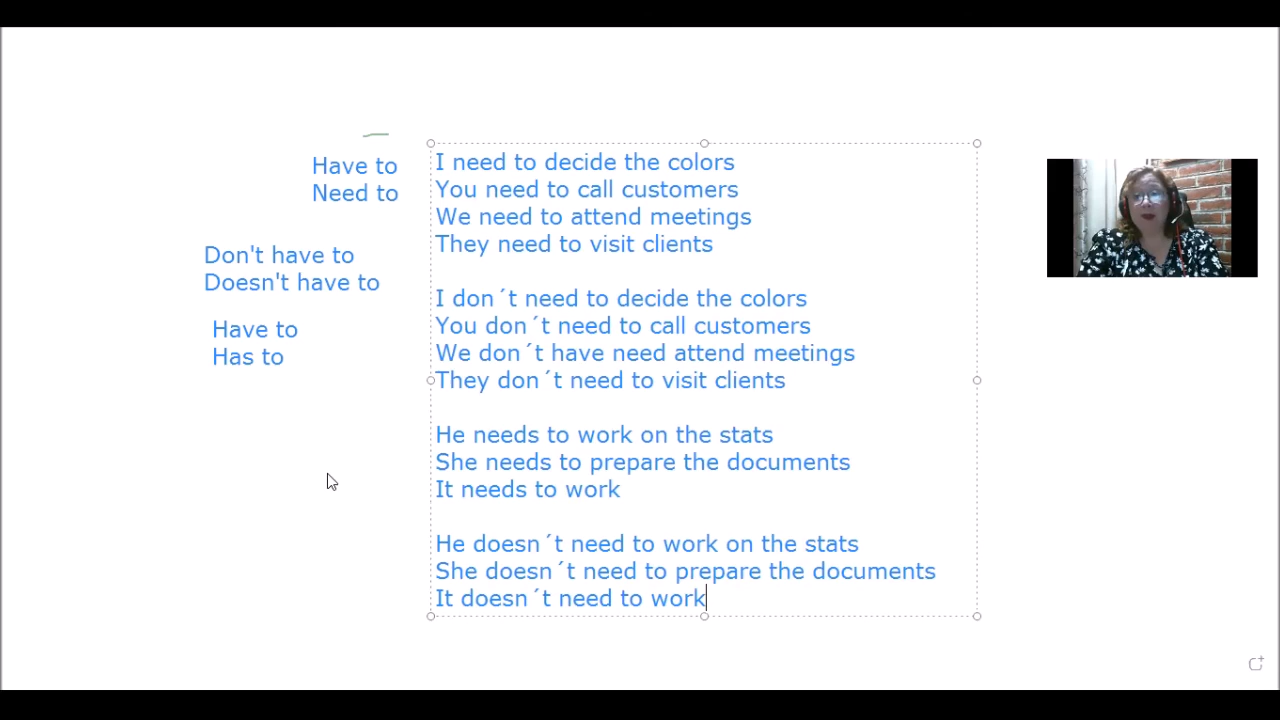 Have to
Need to
Don't have to
Doesn't have to
Have to
Has to
I need to decide the colors
You need to call customers
We need to attend meetings
They need to visit clients
I don´t need to decide the colors
You don´t need to call customers
We don´t have need attend meetings
They don´t need to visit clients
He needs to work on the stats
She needs to prepare the documents
It needs to work
He doesn´t need to work on the stats
She doesn´t need to prepare the documents
It doesn´t need to work